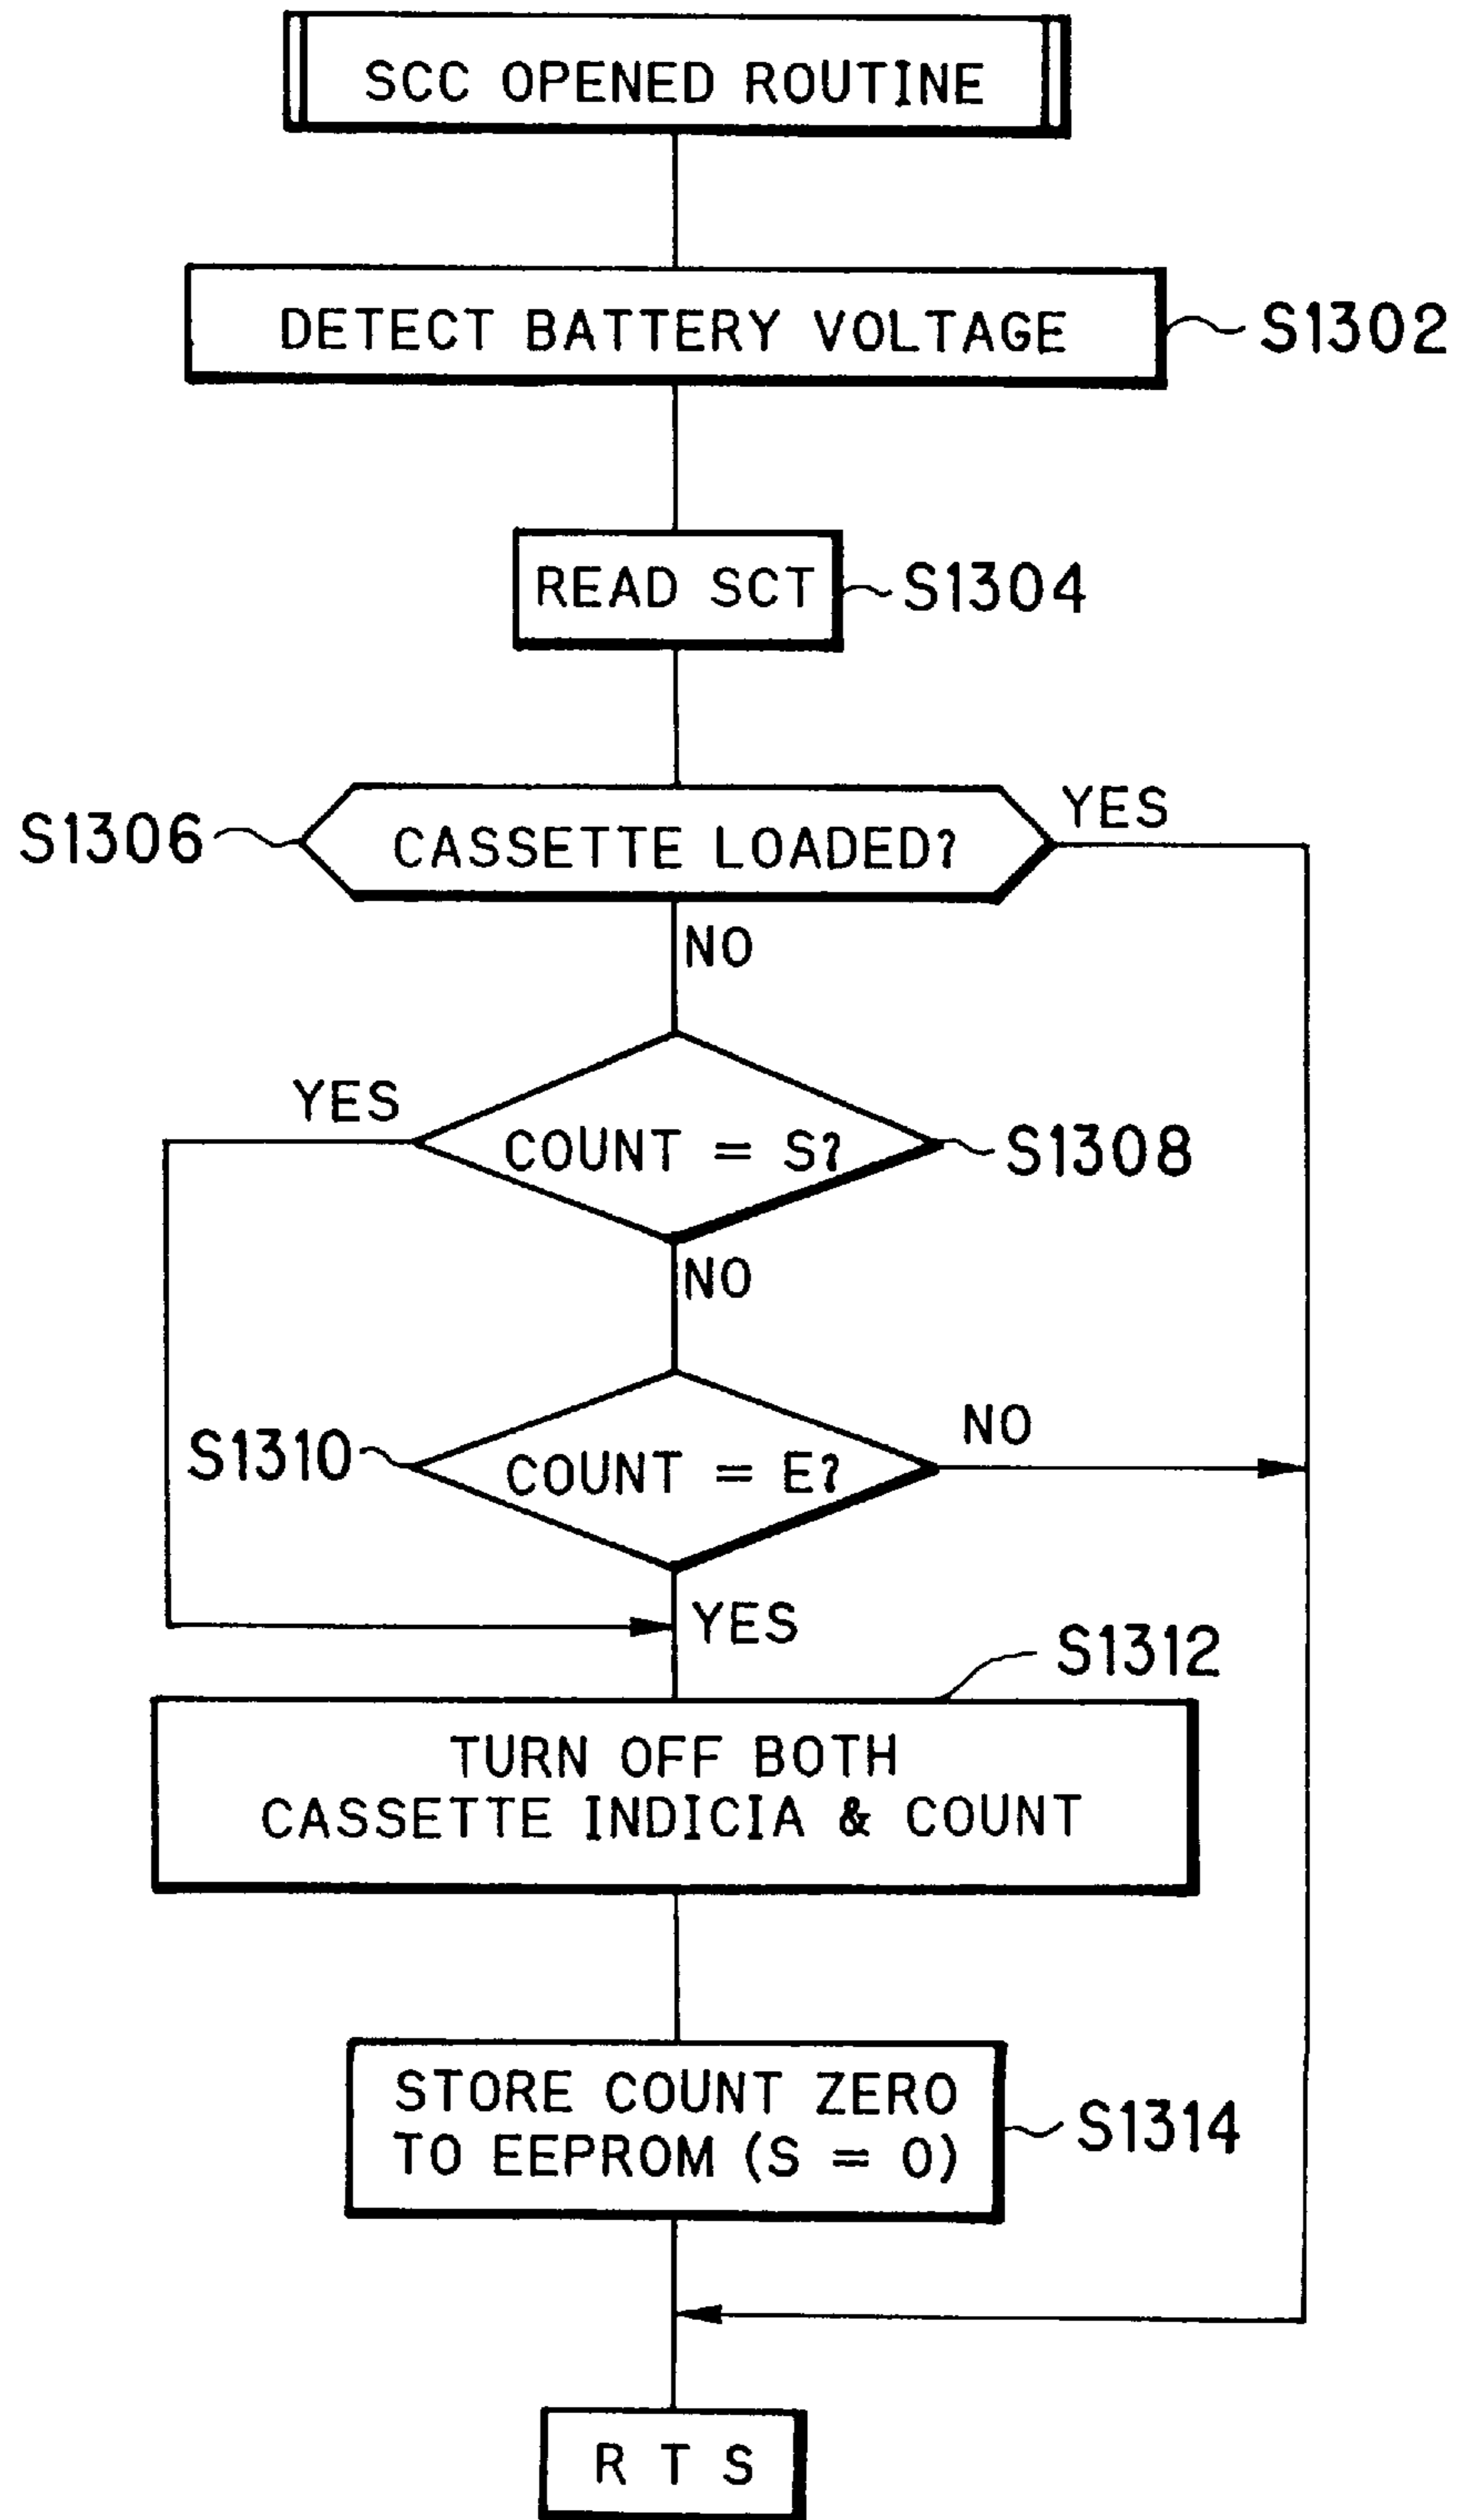 SCC OPENED ROUTINE
DETECT BATTERY VOLTAGE
S1302
READ SCT
S1304
S1306
CASSETTE LOADED?
YES
NO
YES
COUNT = S?
S1308
NO
S1310
COUNT = E?
NO
YES
S1312
TURN OFF BOTH
CASSETTE INDICIA & COUNT
STORE COUNT ZERO
TO EEPROM (S = 0)
S1314
R T S